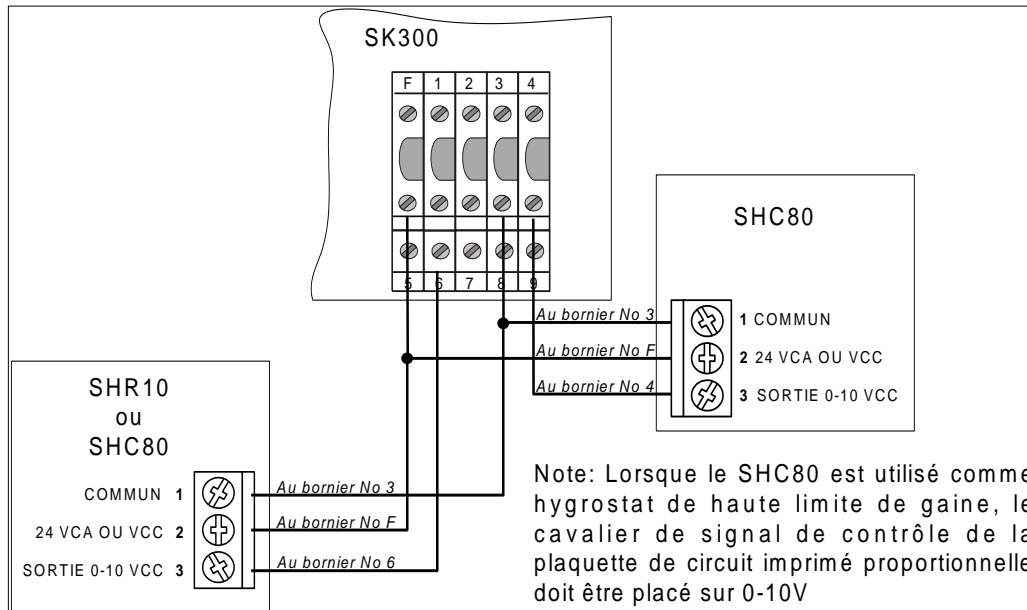 SK300
F 1 2 3 4
5 6 7 8 9
SHC80
Au bornier No 3
1 COMMUN
Au bornier No F
2 24 VCA OU VCC
Au bornier No 4
3 SORTIE 0-10 VCC
SHR10
ou
SHC80
COMMUN 1
Au bornier No 3
24 VCA OU VCC 2
Au bornier No F
SORTIE 0-10 VCC 3
Au bornier No 6
Note: Lorsque le SHC80 est utilisé comme
hygrostat de haute limite de gaine, le
cavalier de signal de contrôle de la
plaquette de circuit imprimé proportionnelle
doit être placé sur 0-10V